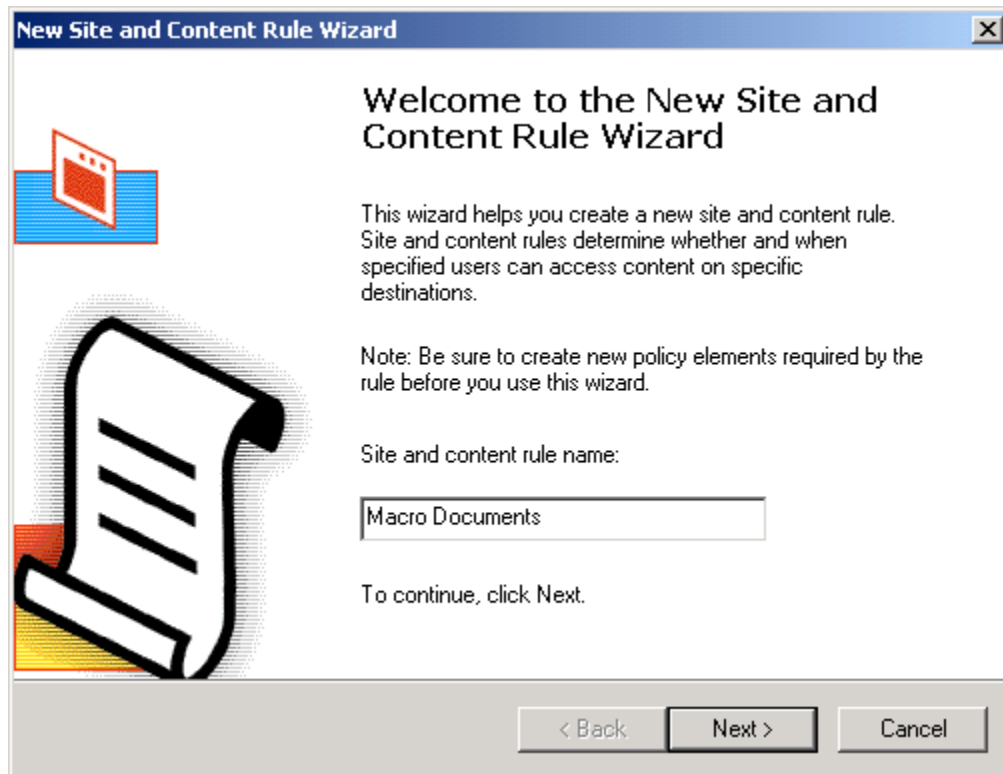 New Site and Content Rule Wizard
Welcome to the New Site and
Content Rule Wizard
This wizard helps you create a new site and content rule.
Site and content rules determine whether and when
specified users can access content on specific
destinations.
Note: Be sure to create new policy elements required by the
rule before you use this wizard.
Site and content rule name:
Macro Documents
To continue, click Next.
< Back
Next >
Cancel